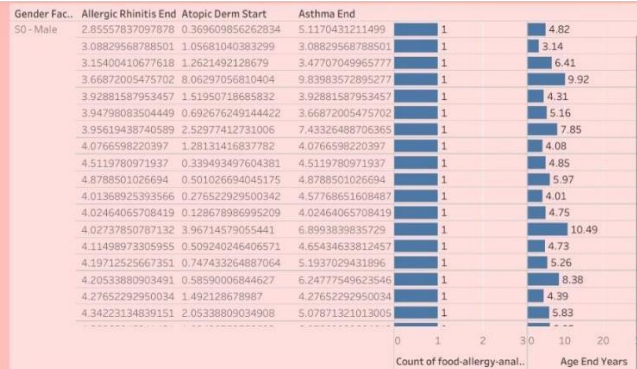 Gender Fac.. Allergic Rhinitis End Atopic Derm Start Asthma End
S0 - Male 2.85557837097878 0.369609856262834 5.1170431211499 1 4.82
3.08829568788501 1.05681040383299 3.08829568788501 1 3.14
3.15400410677618 1.2621492128679 3.47707049965777 1 6.41
3.66872005475702 8.06297056810404 9.83983572895277 1 9.92
3.92881587953457 1.51950718685832 3.92881587953457 1 4.31
3.94798083504449 0.692676249144422 3.66872005475702 1 5.16
3.95619438740589 2.52977412731006 7.43326488706365 1 7.85
4.0766598220397 1.28131416837782 4.0766598220397 1 4.08
4.5119780971937 0.339493497604381 4.5119780971937 1 4.85
4.8788501026694 0.501026694045175 4.8788501026694 1 5.97
4.01368925393566 0.276522929500342 4.57768651608487 1 4.01
4.02464065708419 0.128678986995209 4.02464065708419 1 4.75
4.02737850787132 3.96714579055441 6.8993839835729 1 10.49
4.11498973305955 0.509240246406571 4.65434633812457 1 4.73
4.19712525667351 0.747433264887064 5.1937029431896 1 5.26
4.20533880903491 0.58590006844627 6.24777549623546 1 8.38
4.27652292950034 1.492128678987 4.27652292950034 1 4.39
4.34223134839151 2.05338809034908 5.07871321013005 1 5.83
0 1 2 3 0 10 20
Count of food-allergy-anal.. Age End Years